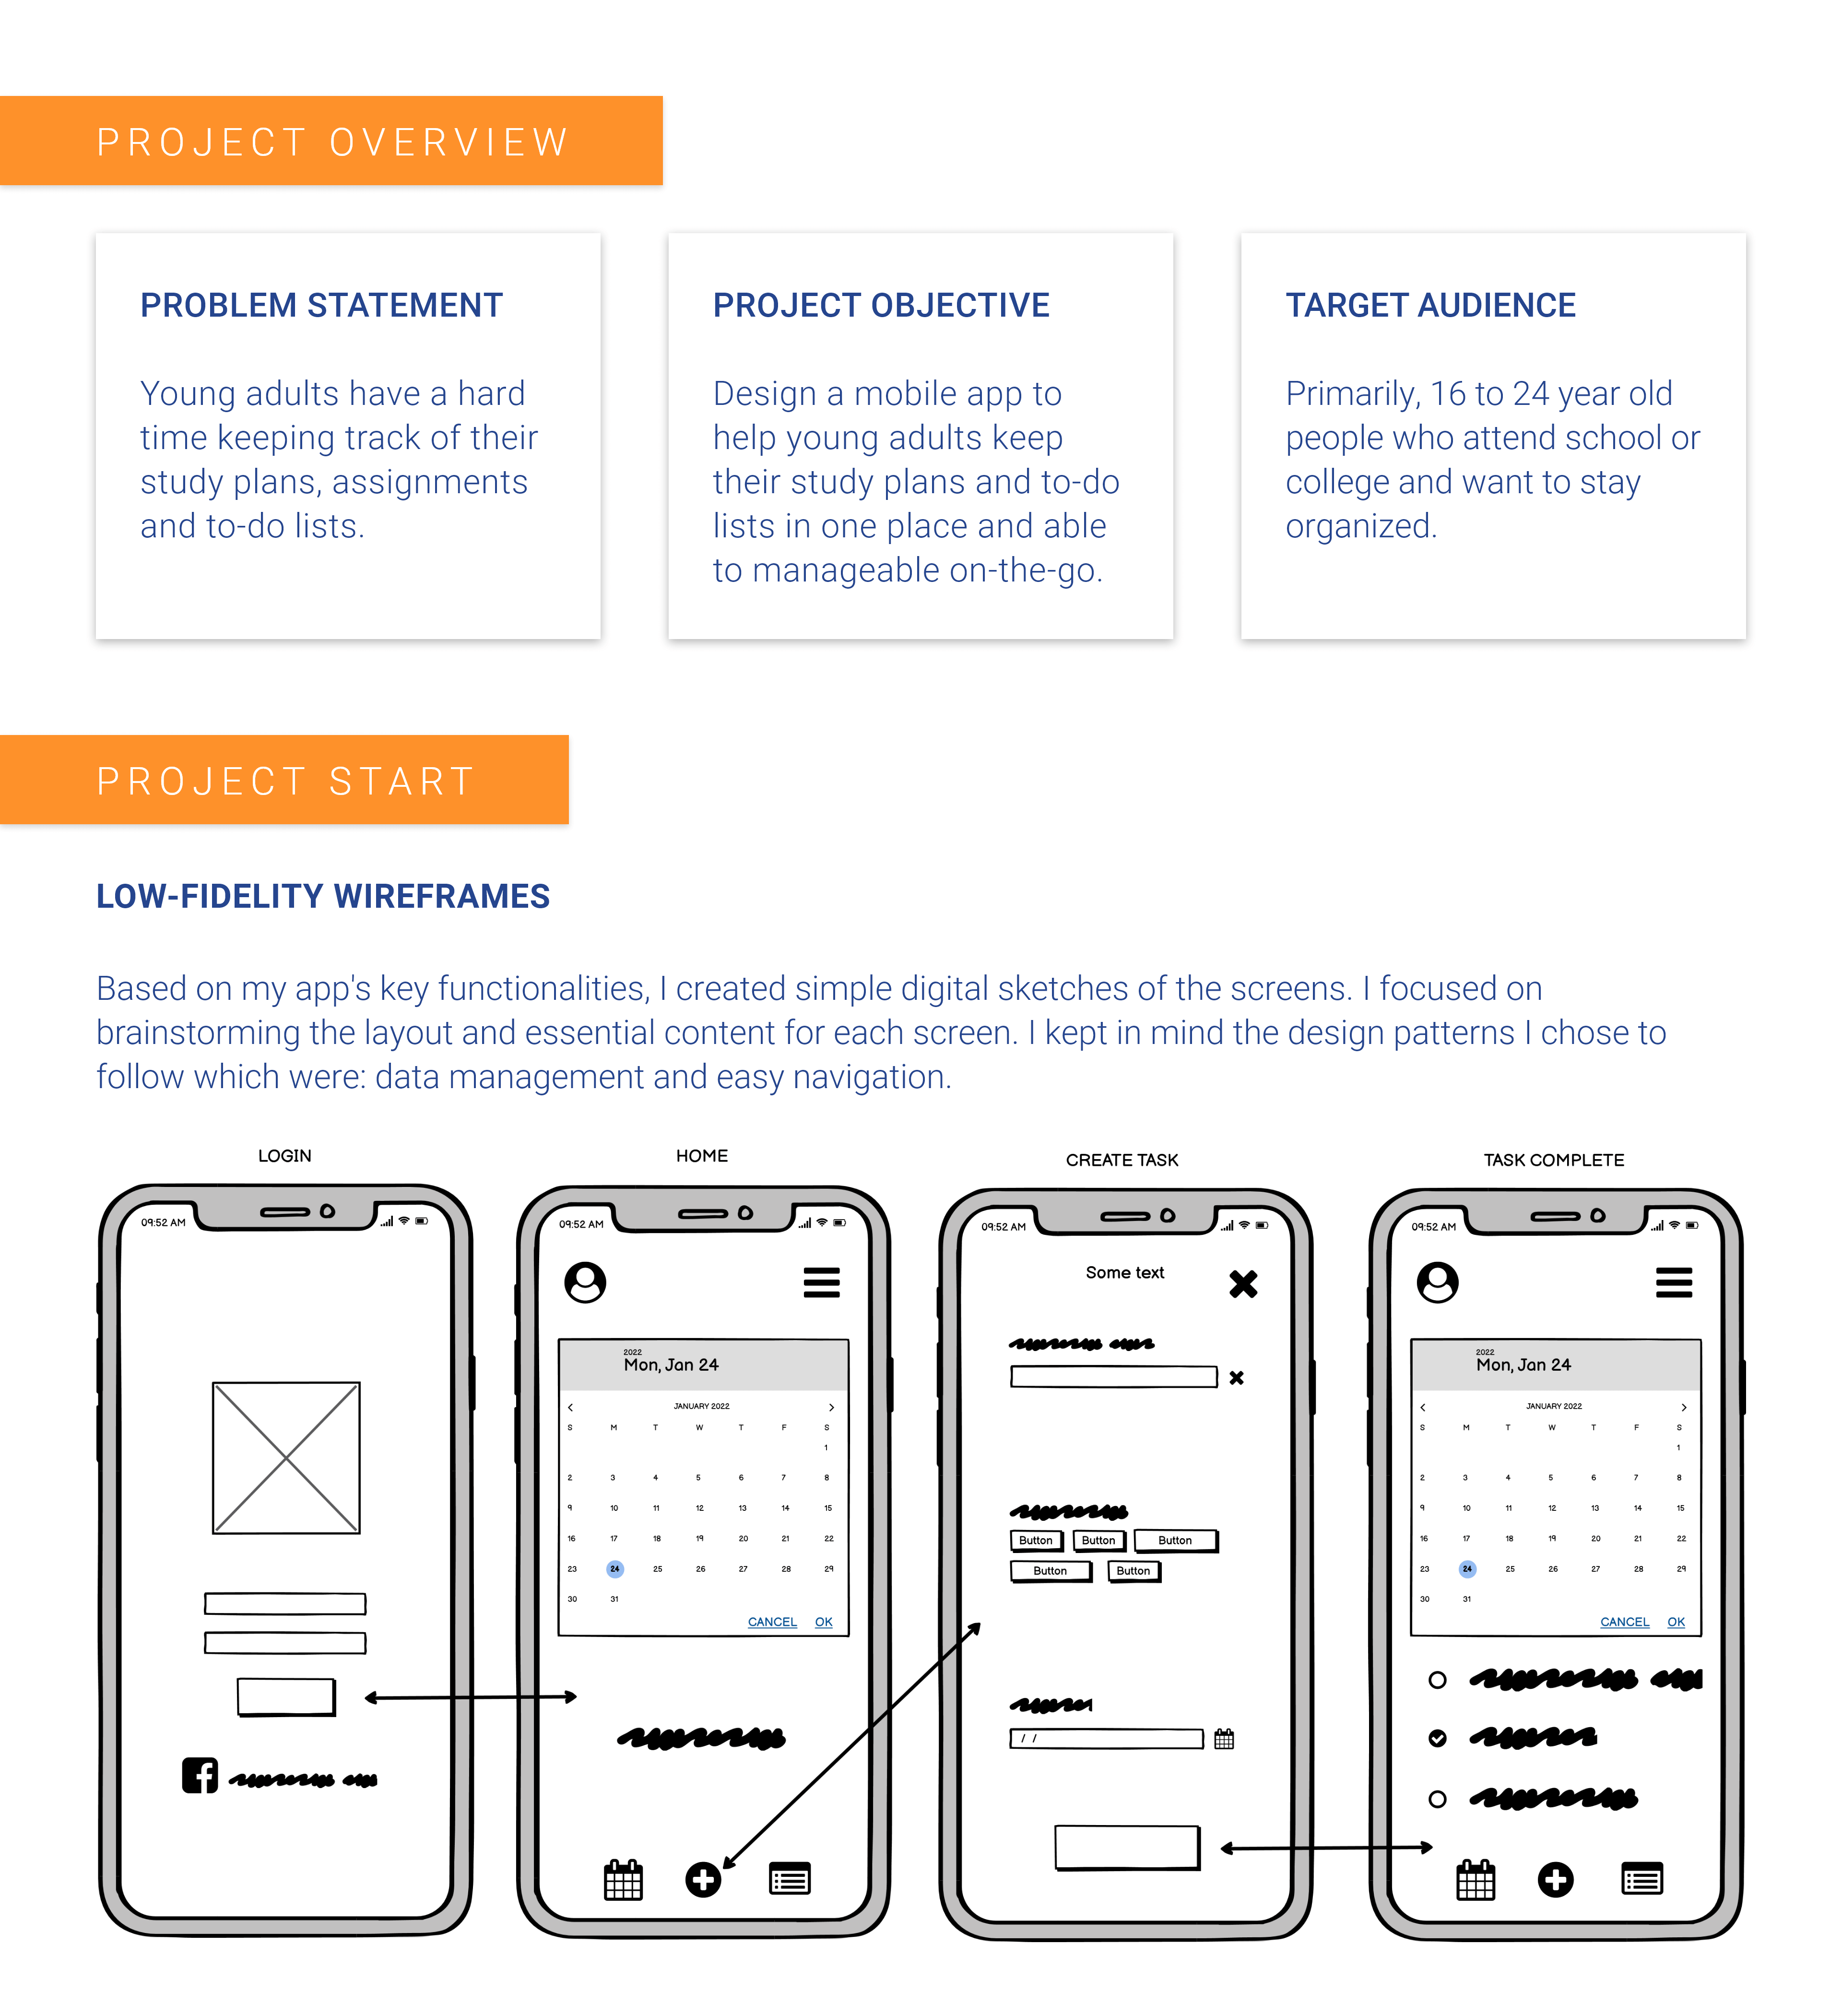 PROJECT OVERVIEW
PROBLEM STATEMENT
Young adults have a hard
time keeping track of their
study plans, assignments
and to-do lists.
PROJECT OBJECTIVE
Design a mobile app to
help young adults keep
their study plans and to-do
lists in one place and able
to manageable on-the-go.
TARGET AUDIENCE
Primarily, 16 to 24 year old
people who attend school or
college and want to stay
organized.
PROJECT START
LOW-FIDELITY WIREFRAMES
Based on my app's key functionalities, I created simple digital sketches of the screens. I focused on
brainstorming the layout and essential content for each screen. I kept in mind the design patterns I chose to
follow which were: data management and easy navigation.
LOGIN
09:52 AM
HOME
09:52 AM
2022
Mon, Jan 24
JANUARY 2022
S M T W T F S
1
2 3 4 5 6 7 8
9 10 11 12 13 14 15
16 17 18 19 20 21 22
23 24 25 26 27 28 29
30 31
CANCEL OK
CREATE TASK
09:52 AM
Some text
Button Button Button
Button Button
/ /
TASK COMPLETE
09:52 AM
2022
Mon, Jan 24
JANUARY 2022
S M T W T F S
1
2 3 4 5 6 7 8
9 10 11 12 13 14 15
16 17 18 19 20 21 22
23 24 25 26 27 28 29
30 31
CANCEL OK